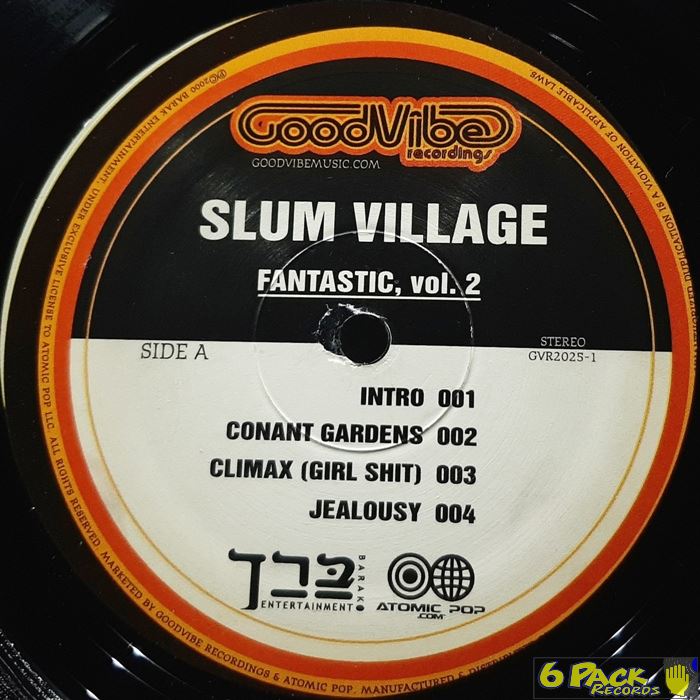 GoodVibe
recordings
GOODVIBEMUSIC.COM
SLUM VILLAGE
FANTASTIC, vol. 2
SIDE A
STEREO
GVR2025-1
INTRO 001
CONANT GARDENS 002
CLIMAX (GIRL SHIT) 003
JEALOUSY 004
ברך
BARAK
ENTERTAINMENT
ATOMIC POP
.COM
℗©2000 BARAK ENTERTAINMENT. UNDER EXCLUSIVE LICENSE TO ATOMIC POP LLC. ALL RIGHTS RESERVED. MARKETED BY GOODVIBE RECORDINGS & ATOMIC POP. MANUFACTURED &
DUPLICATION IS A VIOLATION OF APPLICABLE LAWS.
6 PACK
RECORDS